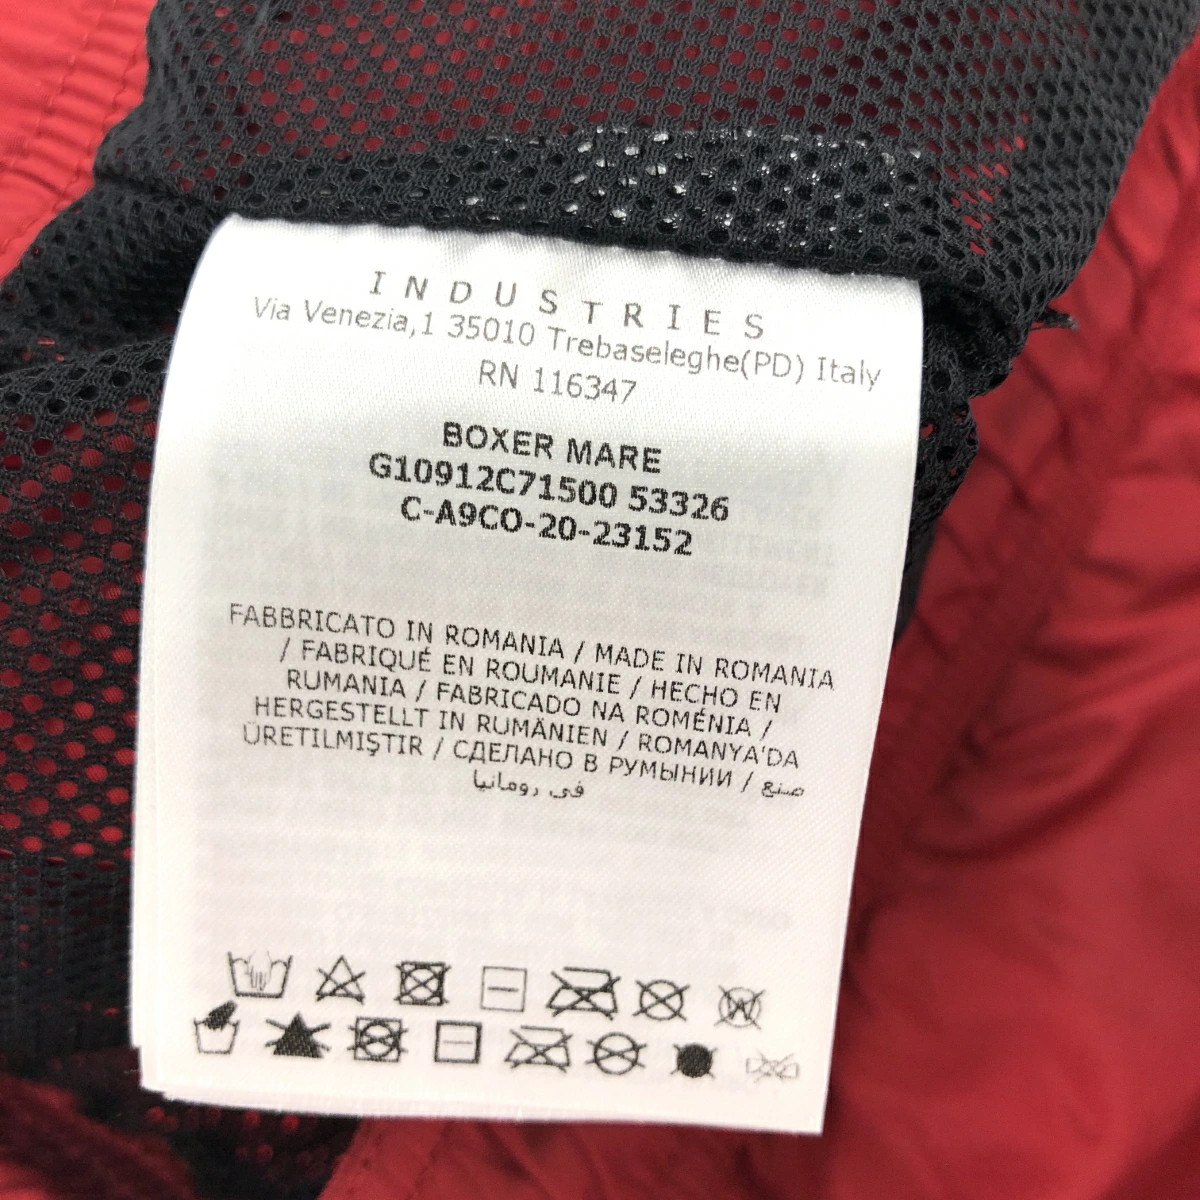 INDUSTRIES
Via Venezia,1 35010 Trebaseleghe(PD) Italy
RN 116347
BOXER MARE
G10912C71500 53326
C-A9CO-20-23152
FABBRICATO IN ROMANIA / MADE IN ROMANIA
/ FABRIQUÉ EN ROUMANIE / HECHO EN
RUMANIA / FABRICADO NA ROMÉNIA /
HERGESTELLT IN RUMÄNIEN / ROMANYA'DA
ÜRETILMIŞTIR / СДЕЛАНО В РУМЫНИИ / صنع
في رومانيا
W